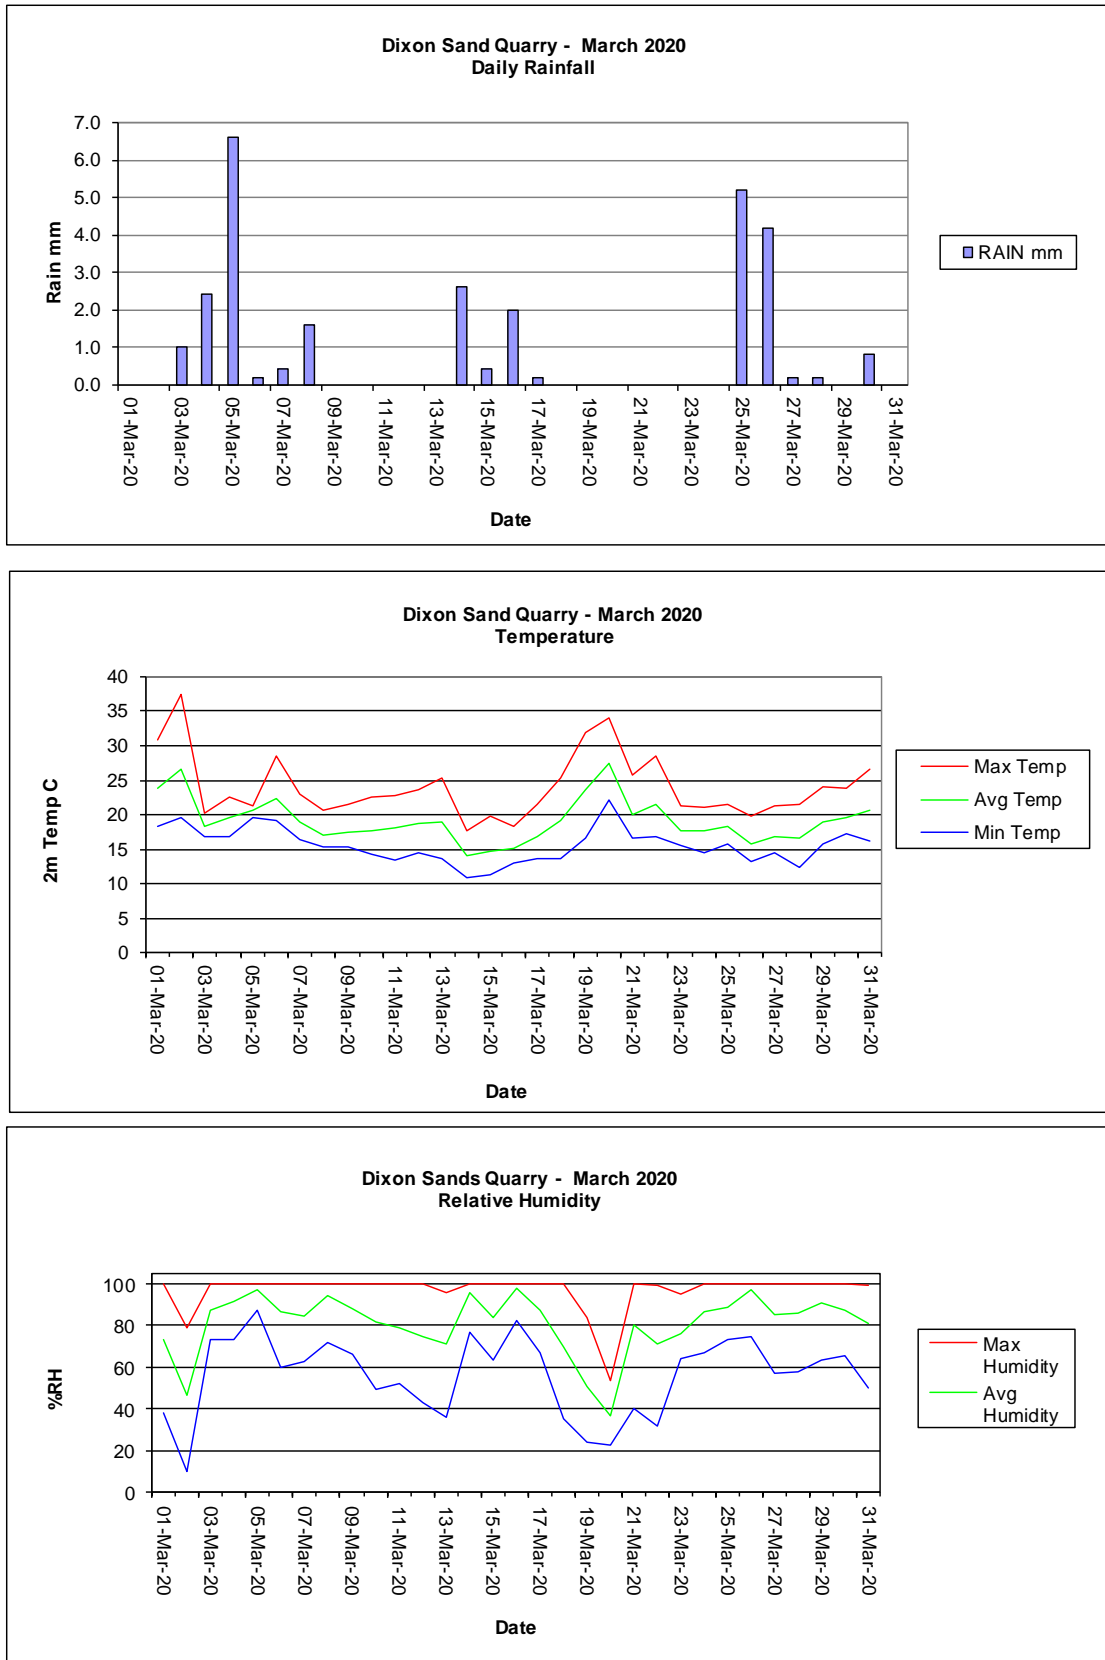 Dixon Sand Quarry -  March 2020
Daily Rainfall
7.0
6.0
5.0
4.0
3.0
2.0
1.0
0.0
Rain mm
RAIN mm
01-Mar-20
03-Mar-20
05-Mar-20
07-Mar-20
09-Mar-20
11-Mar-20
13-Mar-20
15-Mar-20
17-Mar-20
19-Mar-20
21-Mar-20
23-Mar-20
25-Mar-20
27-Mar-20
29-Mar-20
31-Mar-20
Date
Dixon Sand Quarry - March 2020
Temperature
40
35
30
25
20
15
10
5
0
2m Temp C
Max Temp
Avg Temp
Min Temp
01-Mar-20
03-Mar-20
05-Mar-20
07-Mar-20
09-Mar-20
11-Mar-20
13-Mar-20
15-Mar-20
17-Mar-20
19-Mar-20
21-Mar-20
23-Mar-20
25-Mar-20
27-Mar-20
29-Mar-20
31-Mar-20
Date
Dixon Sands Quarry -  March 2020
Relative Humidity
100
80
60
40
20
0
%RH
Max
Humidity
Avg
Humidity
01-Mar-20
03-Mar-20
05-Mar-20
07-Mar-20
09-Mar-20
11-Mar-20
13-Mar-20
15-Mar-20
17-Mar-20
19-Mar-20
21-Mar-20
23-Mar-20
25-Mar-20
27-Mar-20
29-Mar-20
31-Mar-20
Date